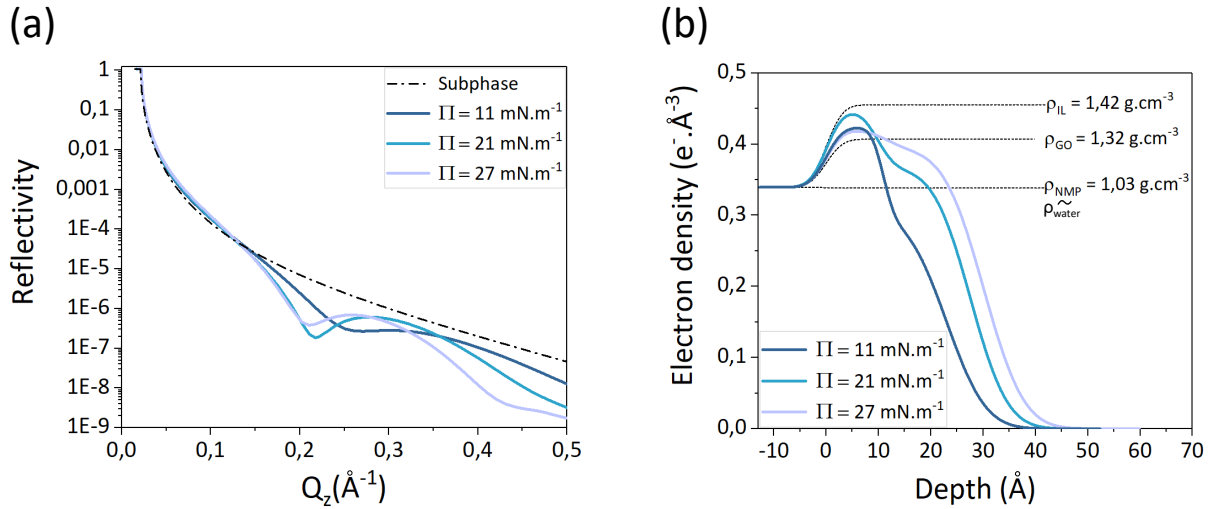 (a)
Reflectivity
1
0,1
0,01
0,001
1E-4
1E-5
1E-6
1E-7
1E-8
1E-9
0,0
0,1
0,2
0,3
0,4
0,5
Qz(Å-1)
Subphase
Π = 11 mN.m-1
Π = 21 mN.m-1
Π = 27 mN.m-1
(b)
Electron density (e-.Å-3)
0,5
0,4
0,3
0,2
0,1
0,0
-10
0
10
20
30
40
50
60
70
Depth (Å)
ρIL = 1,42 g.cm-3
ρGO = 1,32 g.cm-3
ρNMP = 1,03 g.cm-3
ρwater ~
Π = 11 mN.m-1
Π = 21 mN.m-1
Π = 27 mN.m-1